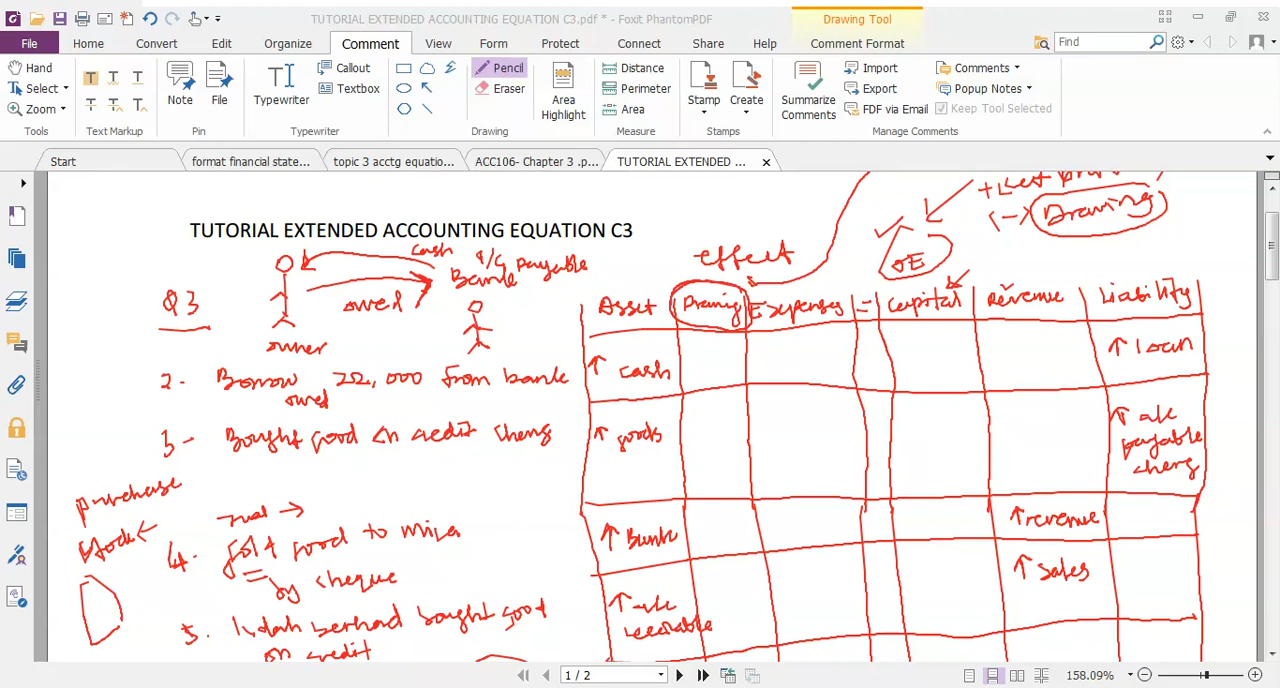 TUTORIAL EXTENDED ACCOUNTING EQUATION C3.pdf * - Foxit PhantomPDF
Drawing Tool
File Home Convert Edit Organize Comment View Form Protect Connect Share Help Comment Format Find
Hand
Select
Zoom
Tools
Text Markup
Note
File
Pin
Typewriter
Callout
Textbox
Typewriter
Pencil
Eraser
Drawing
Area Highlight
Distance
Perimeter
Area
Measure
Stamp
Create
Stamps
Summarize Comments
Import
Export
FDF via Email
Comments
Popup Notes
Keep Tool Selected
Manage Comments
Start format financial state... topic 3 acctg equatio... ACC106- Chapter 3 .p... TUTORIAL EXTENDED ...
(-) Drawing
TUTORIAL EXTENDED ACCOUNTING EQUATION C3
cash
Bank
A/C payable
effect
OE
Q3
owed
owner
Asset Drawing Expenses = Capital Revenue Liability
2. Borrow 202,000 from bank
owed
↑ cash
↑ loan
3- Bought good on credit cheng
↑ goods
↑ a/c payable cheng
purchase
stock
4. sold good to
by cheque
↑ Bank
↑ revenue
↑ sales
5. Indah berhad bought good
on credit
↑ a/c receivable
1 / 2
158.09%